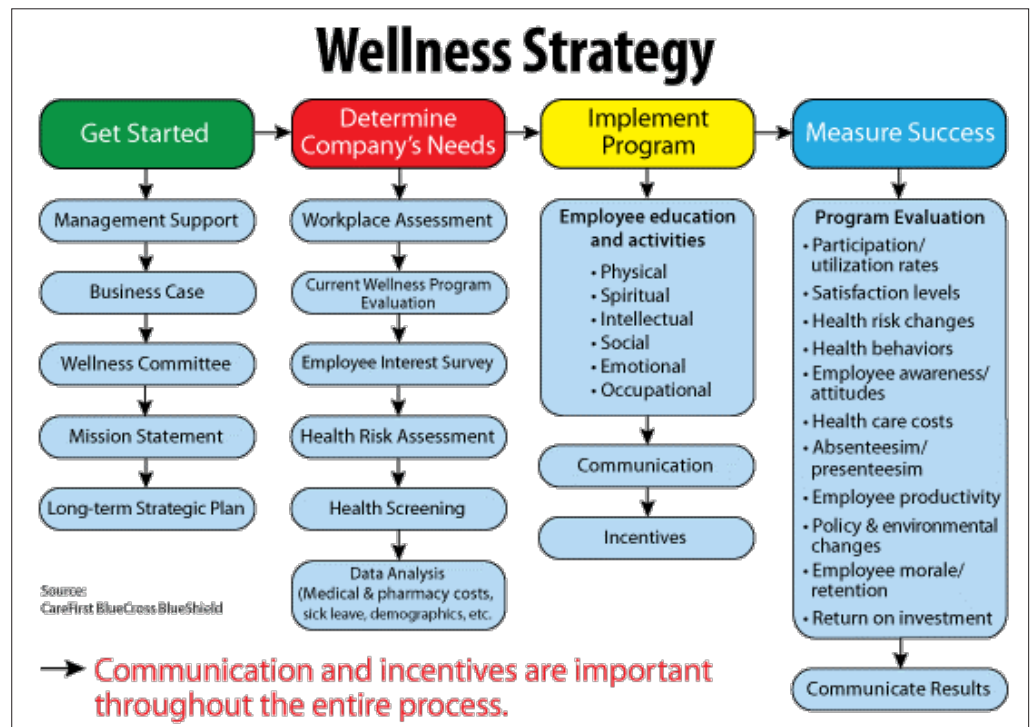 Wellness Strategy
Get Started
Management Support
Business Case
Wellness Committee
Mission Statement
Long-term Strategic Plan
Determine
Company's Needs
Workplace Assessment
Current Wellness Program
Evaluation
Employee Interest Survey
Health Risk Assessment
Health Screening
Data Analysis
(Medical & pharmacy costs,
sick leave, demographics, etc.
Implement
Program
Employee education
and activities
• Physical
• Spiritual
• Intellectual
• Social
• Emotional
• Occupational
Communication
Incentives
Measure Success
Program Evaluation
• Participation/
utilization rates
• Satisfaction levels
• Health risk changes
• Health behaviors
• Employee awareness/
attitudes
• Health care costs
• Absenteesim/
presenteesim
• Employee productivity
• Policy & environmental
changes
• Employee morale/
retention
• Return on investment
Communicate Results
Source:
CareFirst BlueCross BlueShield
Communication and incentives are important
throughout the entire process.